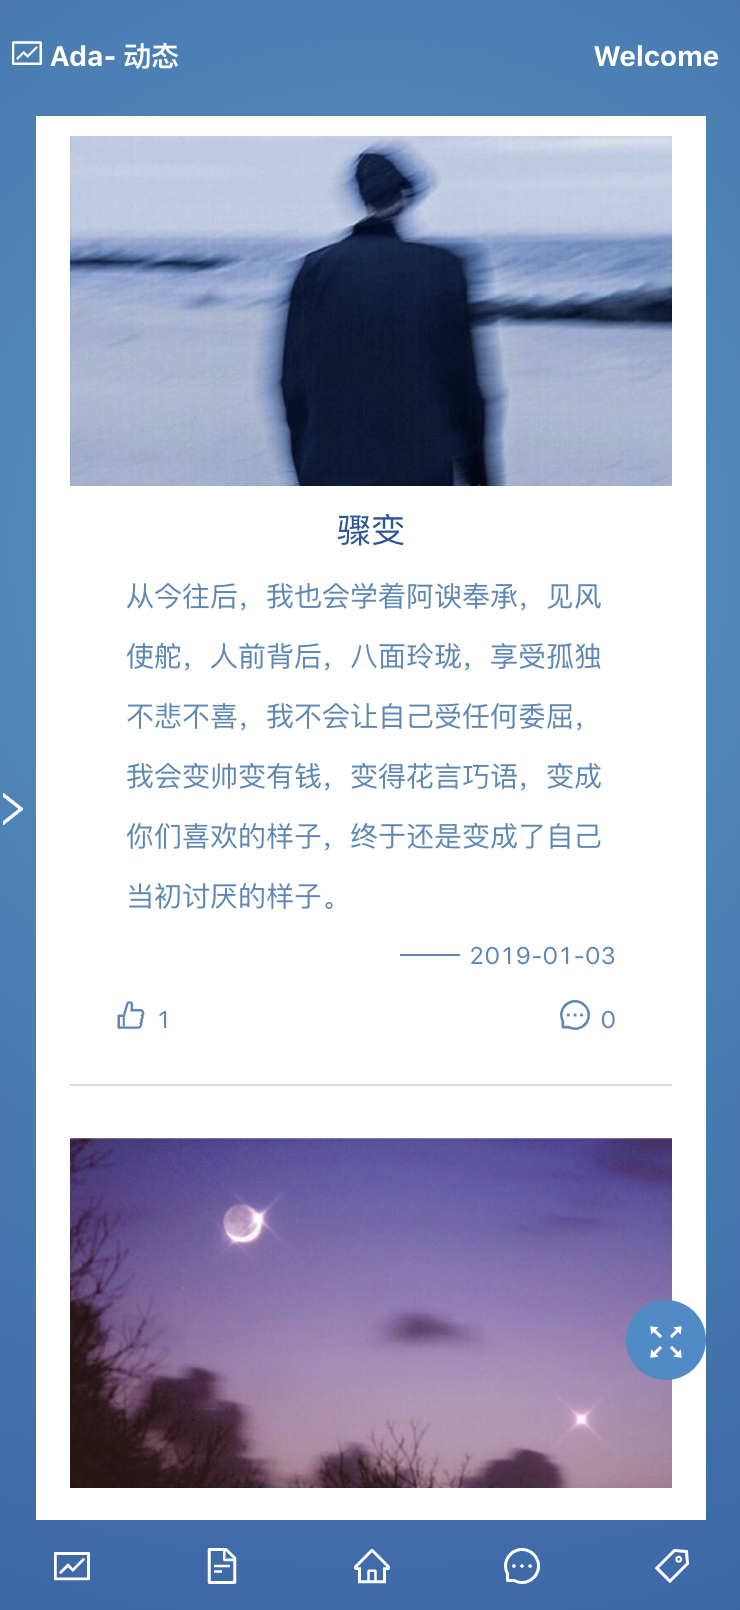 Ada- 动态
Welcome
骤变
从今往后，我也会学着阿谀奉承，见风
使舵，人前背后，八面玲珑，享受孤独
不悲不喜，我不会让自己受任何委屈，
我会变帅变有钱，变得花言巧语，变成
你们喜欢的样子，终于还是变成了自己
当初讨厌的样子。
—— 2019-01-03
1
0